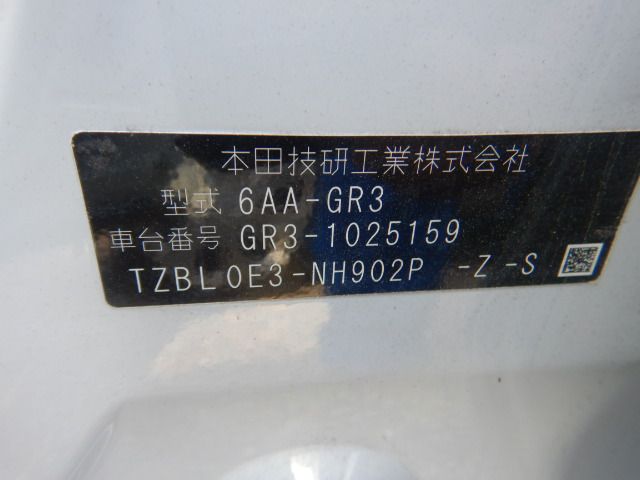 本田技研工業株式会社
型式 6AA-GR3
車台番号 GR3-1025159
TZBL0E3-NH902P -Z -S